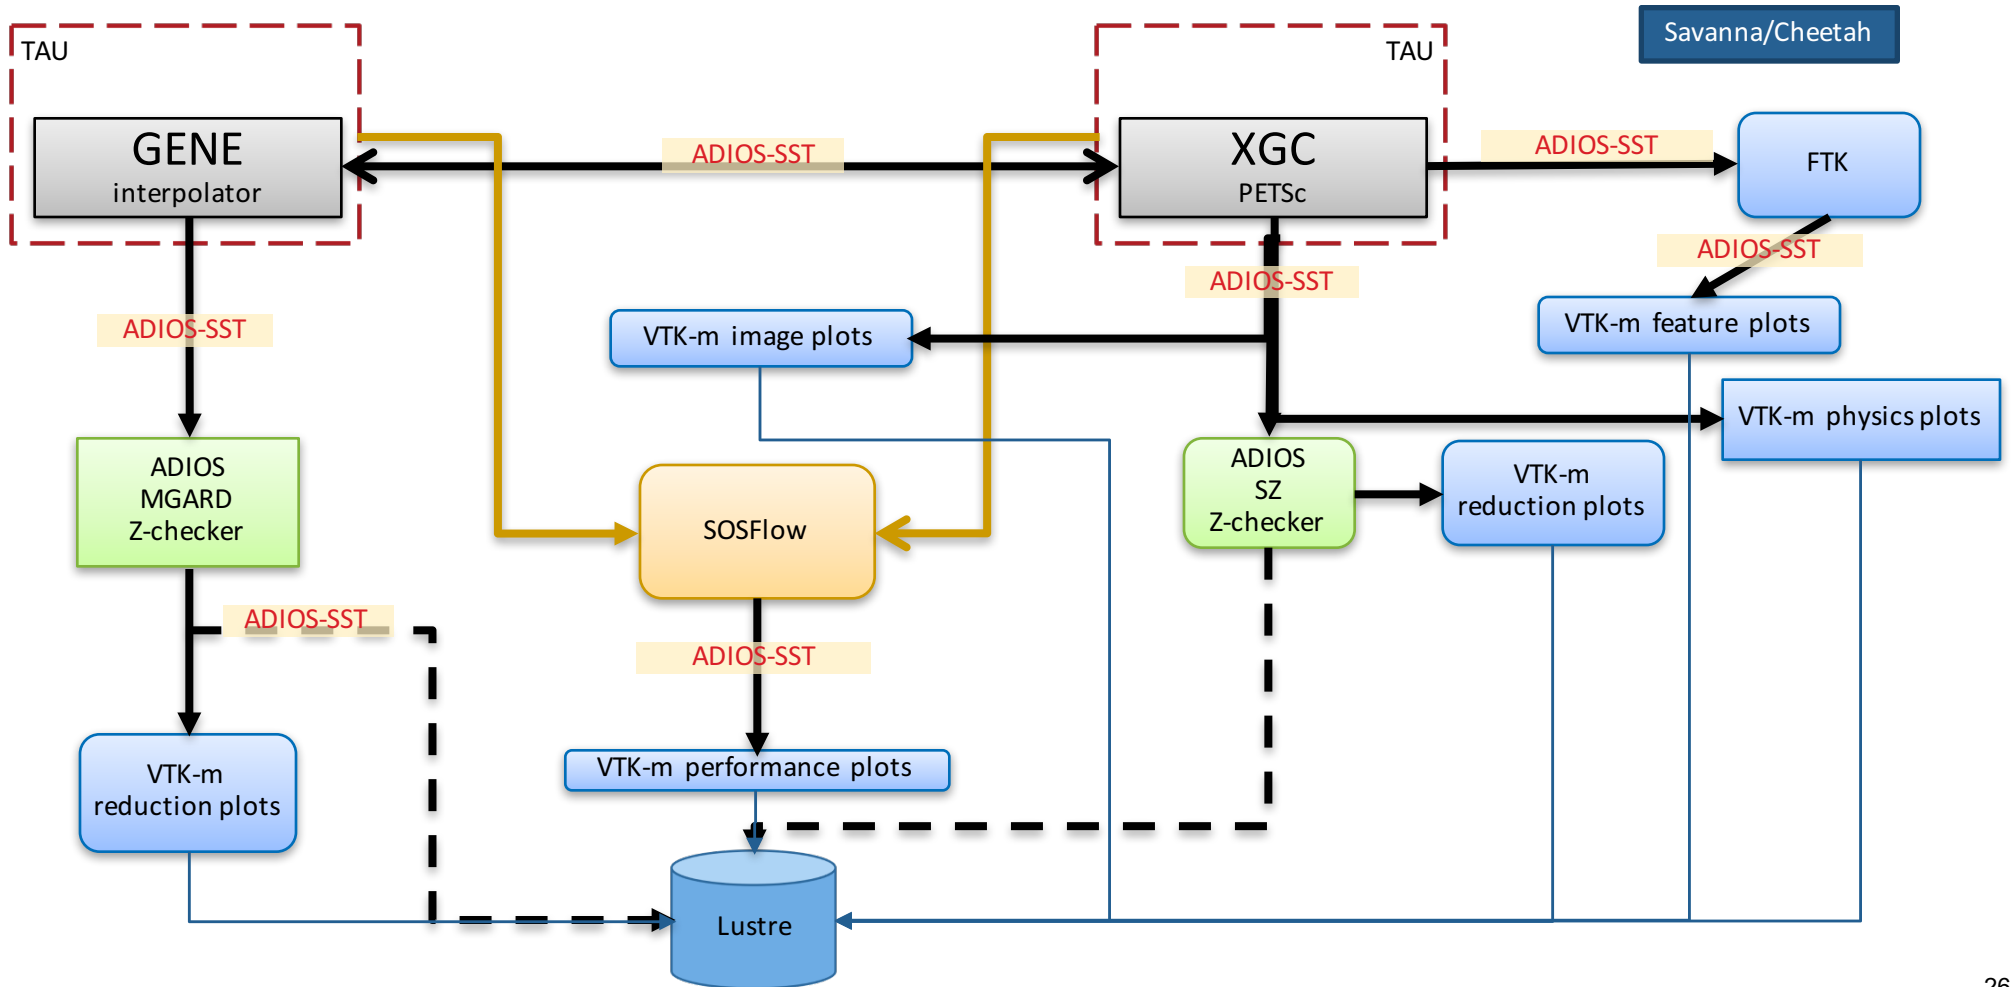 TAU
TAU
Savanna/Cheetah
GENE
interpolator
ADIOS-SST
XGC
PETSc
ADIOS-SST
FTK
ADIOS-SST
ADIOS-SST
ADIOS-SST
VTK-m image plots
VTK-m feature plots
VTK-m physics plots
ADIOS
MGARD
Z-checker
SOSFlow
ADIOS
SZ
Z-checker
VTK-m
reduction plots
ADIOS-SST
ADIOS-SST
VTK-m
reduction plots
VTK-m performance plots
Lustre
26